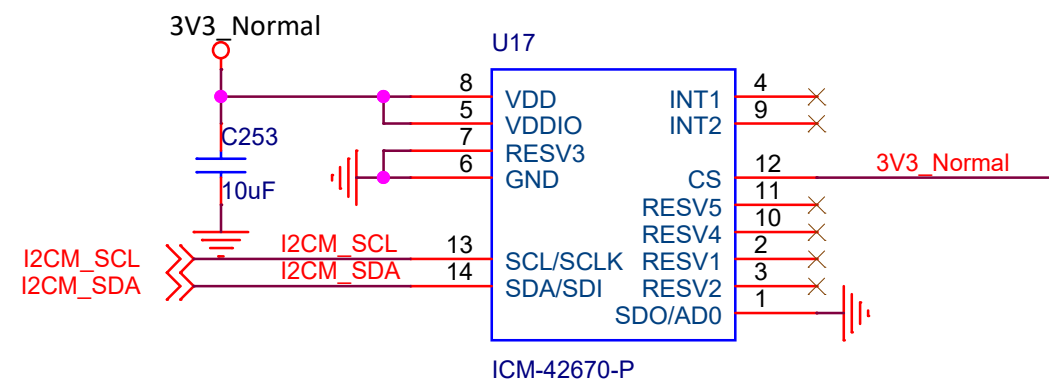 3V3_Normal
U17
8 VDD INT1 4
5 VDDIO INT2 9
7 RESV3
6 GND CS 12 3V3_Normal
C253
10uF
RESV5 11
RESV4 10
I2CM_SCL I2CM_SCL 13 SCL/SCLK RESV1 2
I2CM_SDA I2CM_SDA 14 SDA/SDI RESV2 3
SDO/AD0 1
ICM-42670-P